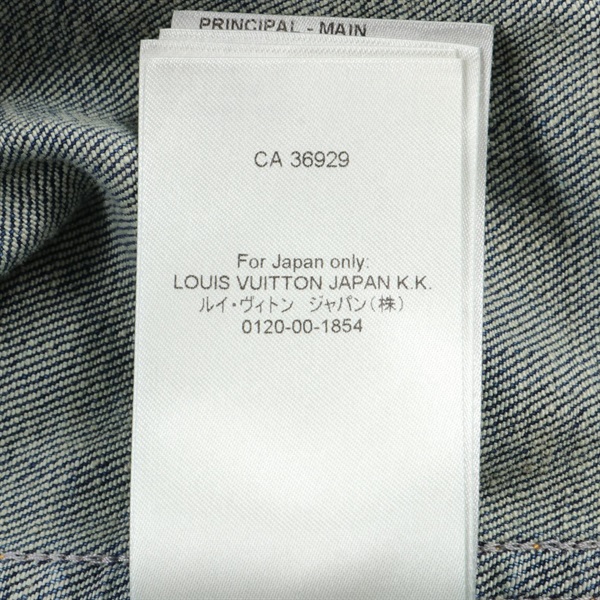 PRINCIPAL - MAIN
CA 36929
For Japan only:
LOUIS VUITTON JAPAN K.K.
ルイ・ヴィトン ジャパン(株)
0120-00-1854